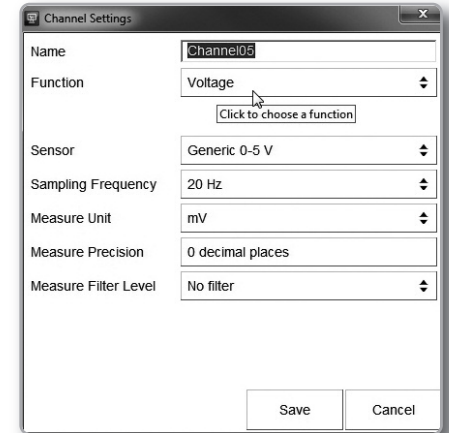 Channel Settings
x
Name Channel05
Function Voltage
Click to choose a function
Sensor Generic 0-5 V
Sampling Frequency 20 Hz
Measure Unit mV
Measure Precision 0 decimal places
Measure Filter Level No filter
Save Cancel